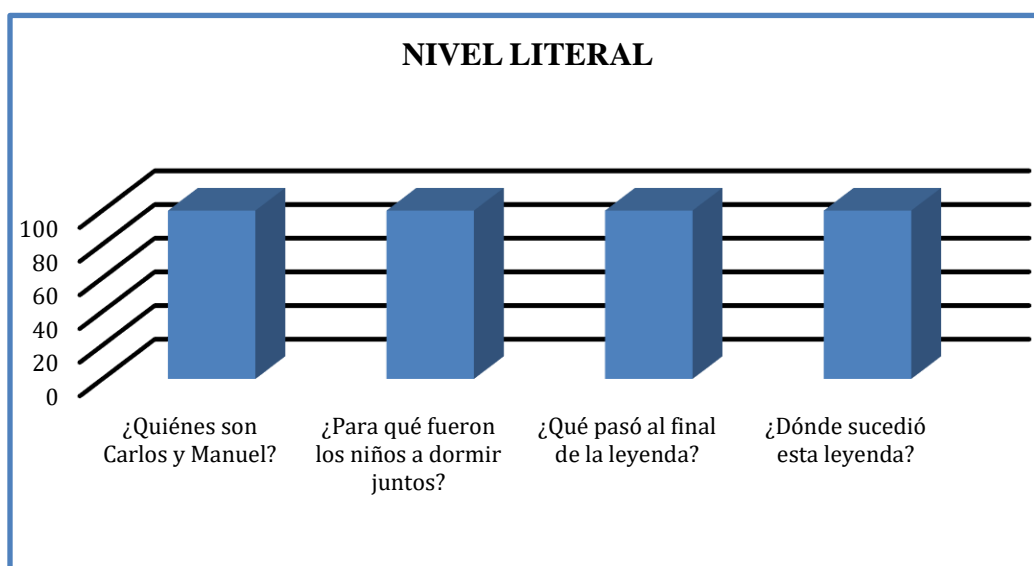 NIVEL LITERAL
100
80
60
40
20
0
¿Quiénes son
Carlos y Manuel?
¿Para qué fueron
los niños a dormir
juntos?
¿Qué pasó al final
de la leyenda?
¿Dónde sucedió
esta leyenda?